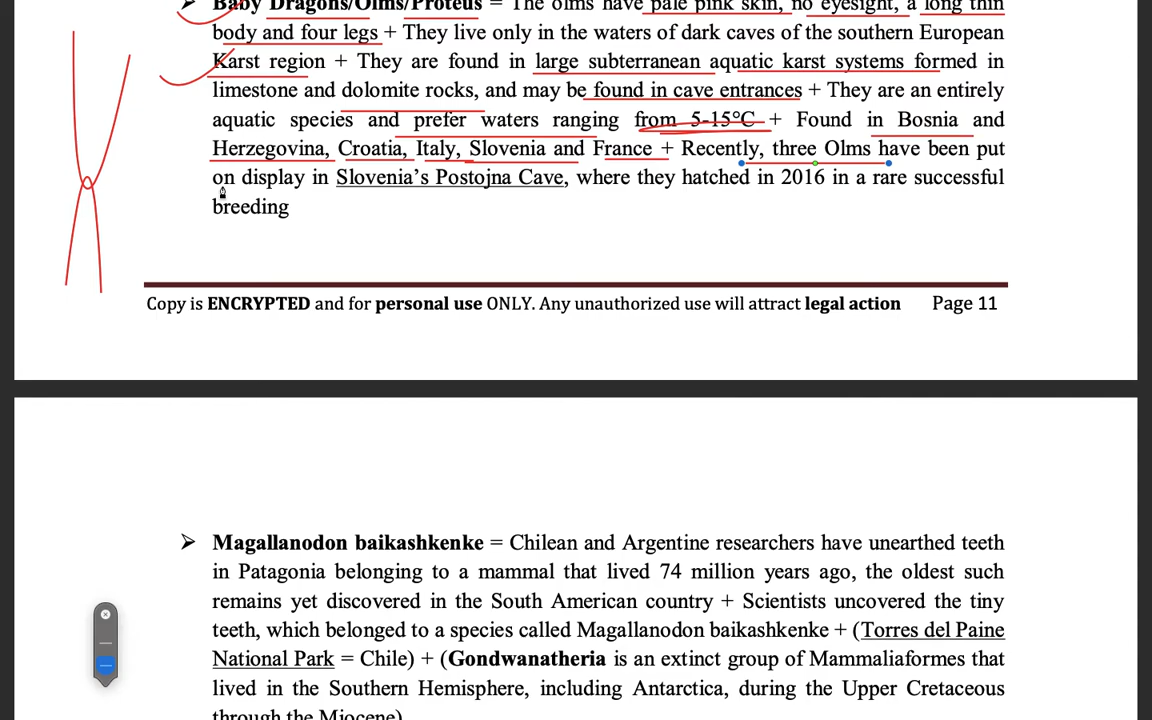 ➤ Baby Dragons/Olms/Proteus = The olms have pale pink skin, no eyesight, a long thin
body and four legs + They live only in the waters of dark caves of the southern European
Karst region + They are found in large subterranean aquatic karst systems formed in
limestone and dolomite rocks, and may be found in cave entrances + They are an entirely
aquatic species and prefer waters ranging from 5-15°C + Found in Bosnia and
Herzegovina, Croatia, Italy, Slovenia and France + Recently, three Olms have been put
on display in Slovenia's Postojna Cave, where they hatched in 2016 in a rare successful
breeding
Copy is ENCRYPTED and for personal use ONLY. Any unauthorized use will attract legal action Page 11
➤ Magallanodon baikashkenke = Chilean and Argentine researchers have unearthed teeth
in Patagonia belonging to a mammal that lived 74 million years ago, the oldest such
remains yet discovered in the South American country + Scientists uncovered the tiny
teeth, which belonged to a species called Magallanodon baikashkenke + (Torres del Paine
National Park = Chile) + (Gondwanatheria is an extinct group of Mammaliaformes that
lived in the Southern Hemisphere, including Antarctica, during the Upper Cretaceous
through the Miocene)